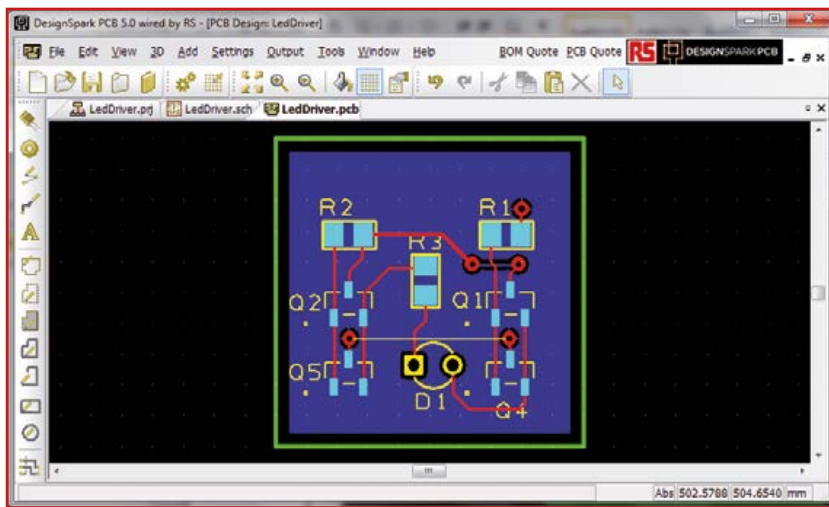 DesignSpark PCB 5.0 wired by RS - [PCB Design: LedDriver]
File Edit View 3D Add Settings Output Tools Window Help BOM Quote PCB Quote RS DESIGNSPARK PCB
LedDriver.prj LedDriver.sch LedDriver.pcb
R2 R1
R3
Q2 Q1
Q5
D1 Q4
Abs 502.5788 504.6540 mm